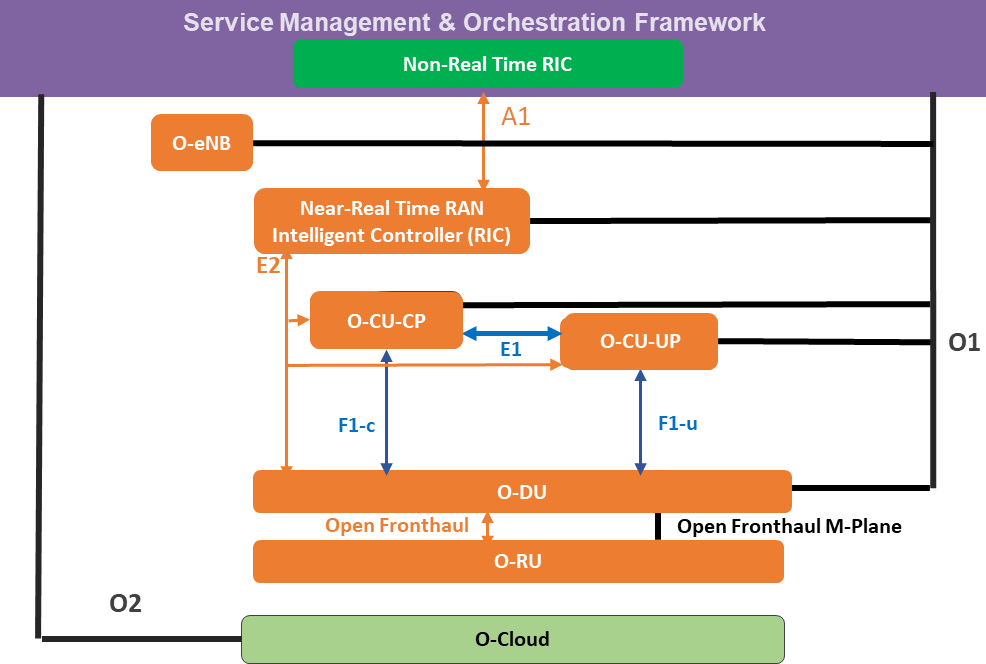 Service Management & Orchestration Framework
Non-Real Time RIC
A1
O-eNB
Near-Real Time RAN
Intelligent Controller (RIC)
E2
O-CU-CP
E1
O-CU-UP
O1
F1-c
F1-u
O-DU
Open Fronthaul
Open Fronthaul M-Plane
O-RU
O2
O-Cloud